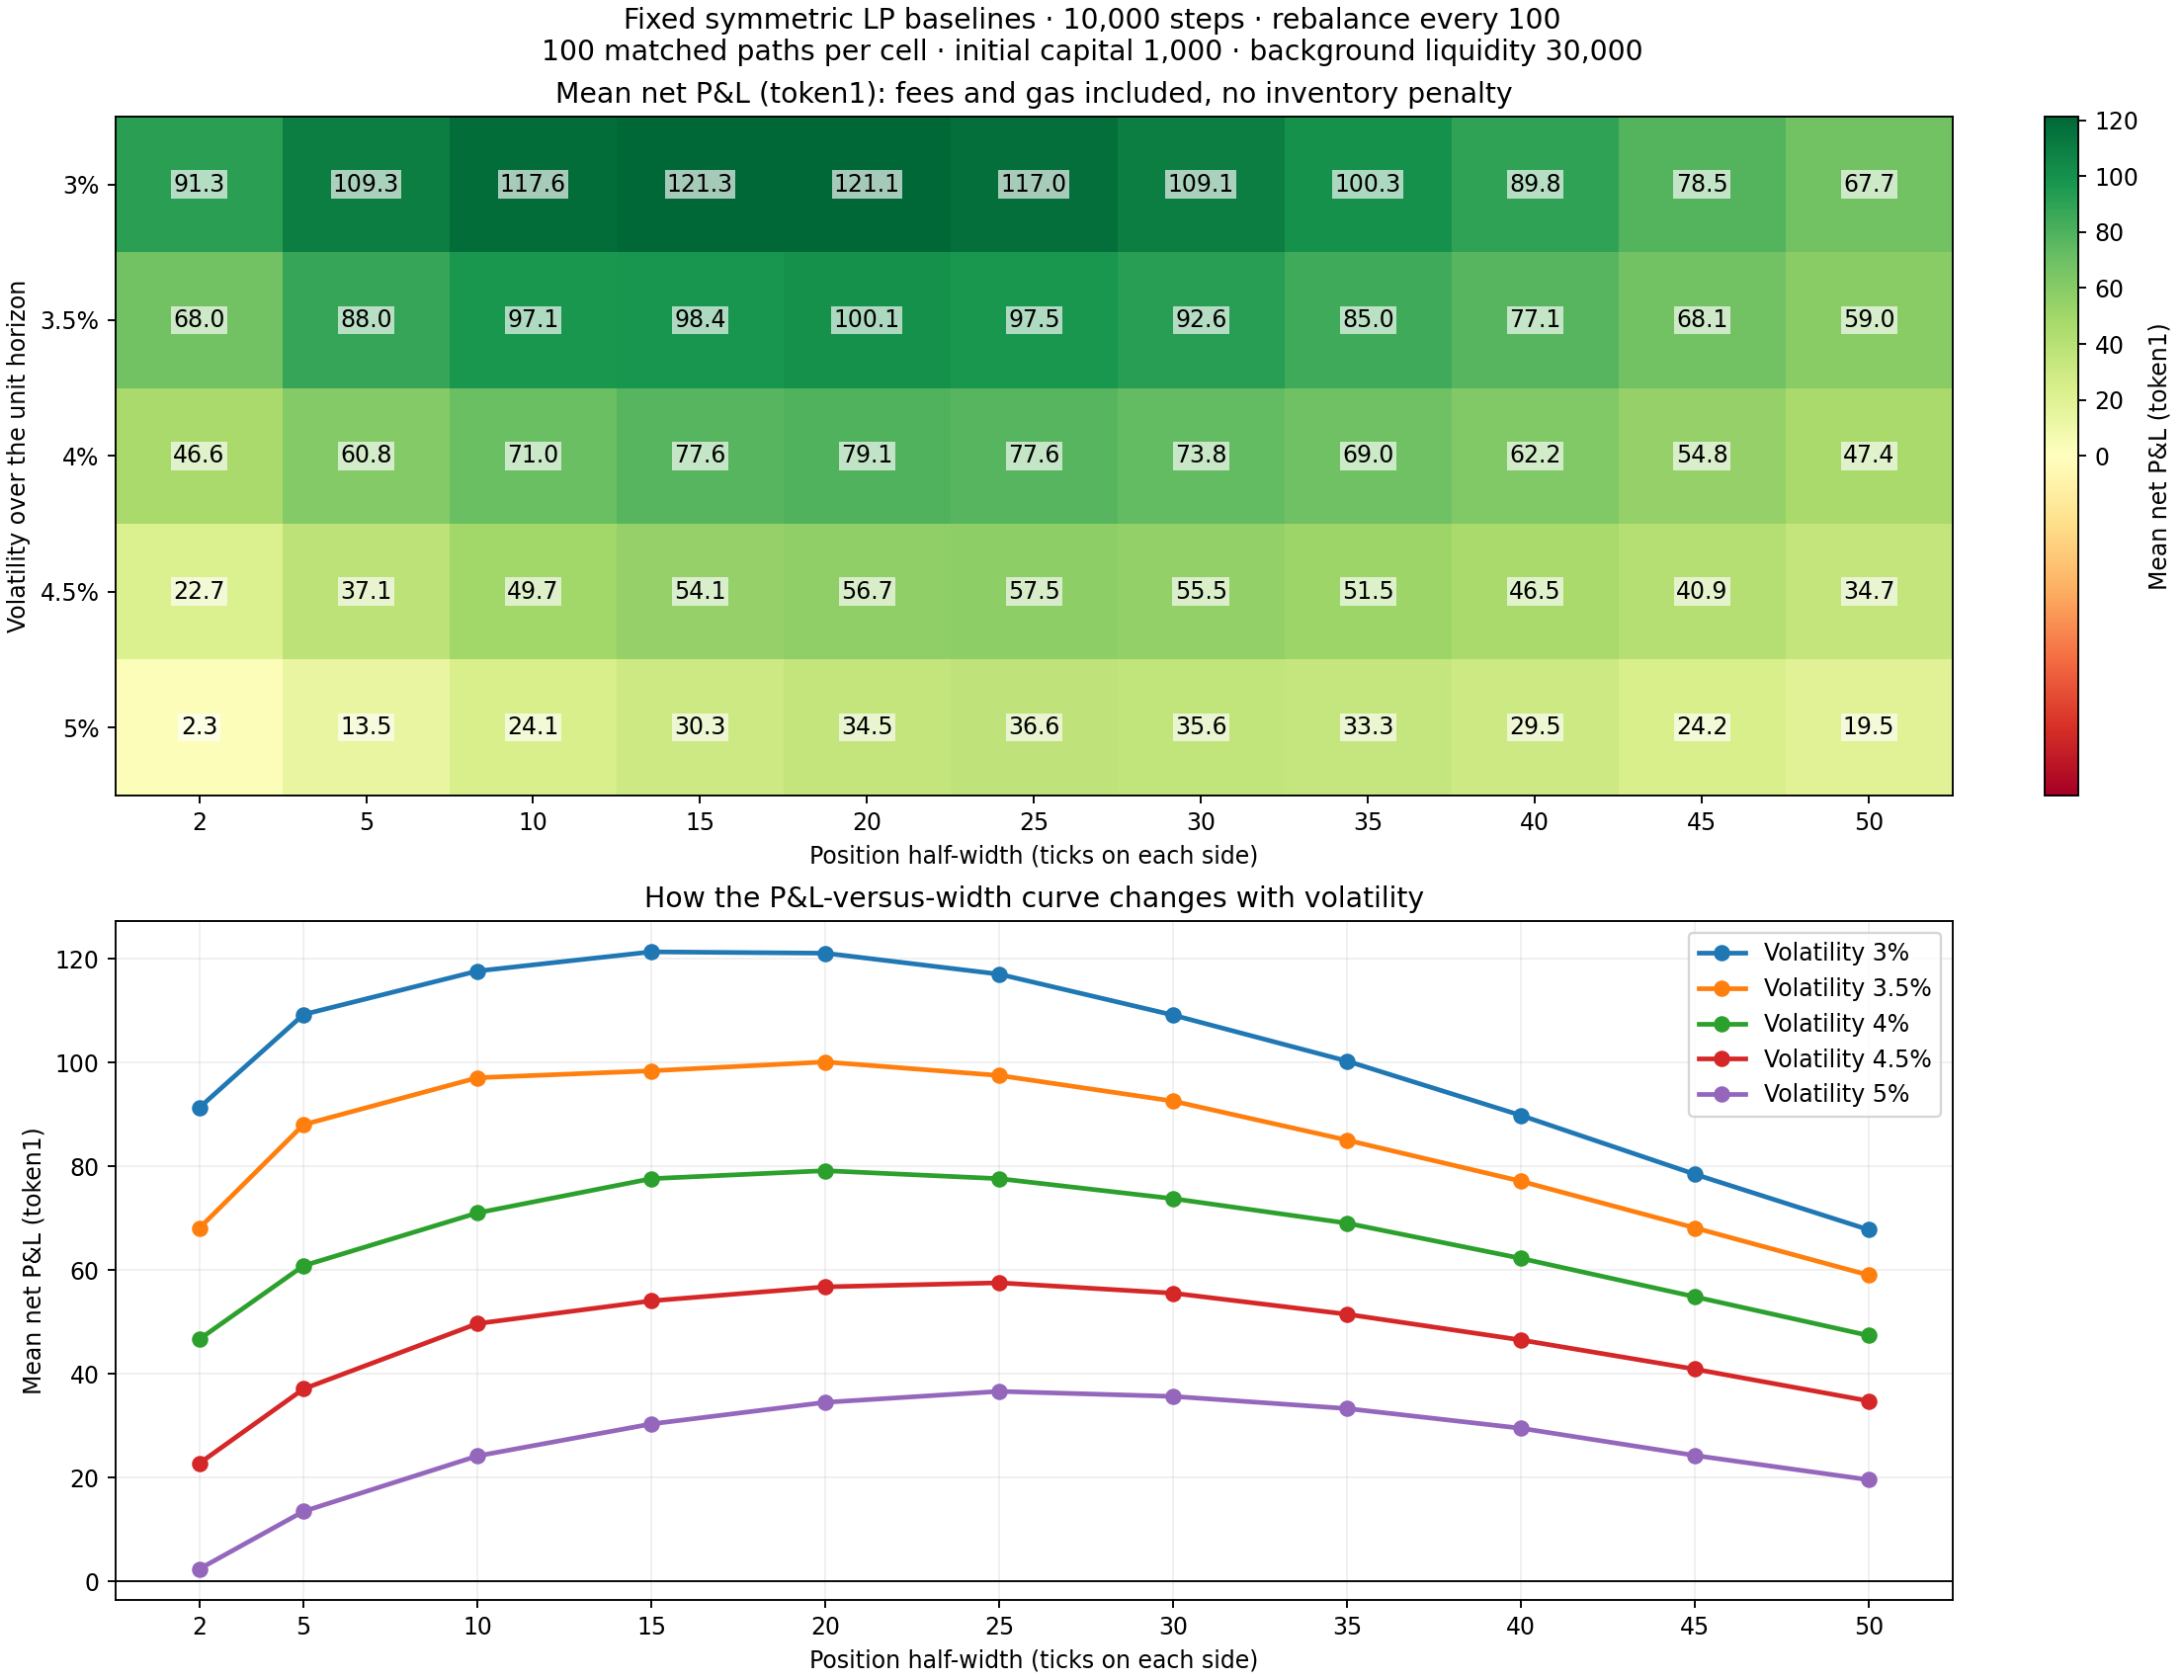 Fixed symmetric LP baselines · 10,000 steps · rebalance every 100
100 matched paths per cell · initial capital 1,000 · background liquidity 30,000
Mean net P&L (token1): fees and gas included, no inventory penalty
Volatility over the unit horizon
3% 91.3 109.3 117.6 121.3 121.1 117.0 109.1 100.3 89.8 78.5 67.7
3.5% 68.0 88.0 97.1 98.4 100.1 97.5 92.6 85.0 77.1 68.1 59.0
4% 46.6 60.8 71.0 77.6 79.1 77.6 73.8 69.0 62.2 54.8 47.4
4.5% 22.7 37.1 49.7 54.1 56.7 57.5 55.5 51.5 46.5 40.9 34.7
5% 2.3 13.5 24.1 30.3 34.5 36.6 35.6 33.3 29.5 24.2 19.5
2 5 10 15 20 25 30 35 40 45 50
Position half-width (ticks on each side)
120
100
80
60
40
20
0
Mean net P&L (token1)
How the P&L-versus-width curve changes with volatility
Mean net P&L (token1)
120
100
80
60
40
20
0
Volatility 3%
Volatility 3.5%
Volatility 4%
Volatility 4.5%
Volatility 5%
2 5 10 15 20 25 30 35 40 45 50
Position half-width (ticks on each side)